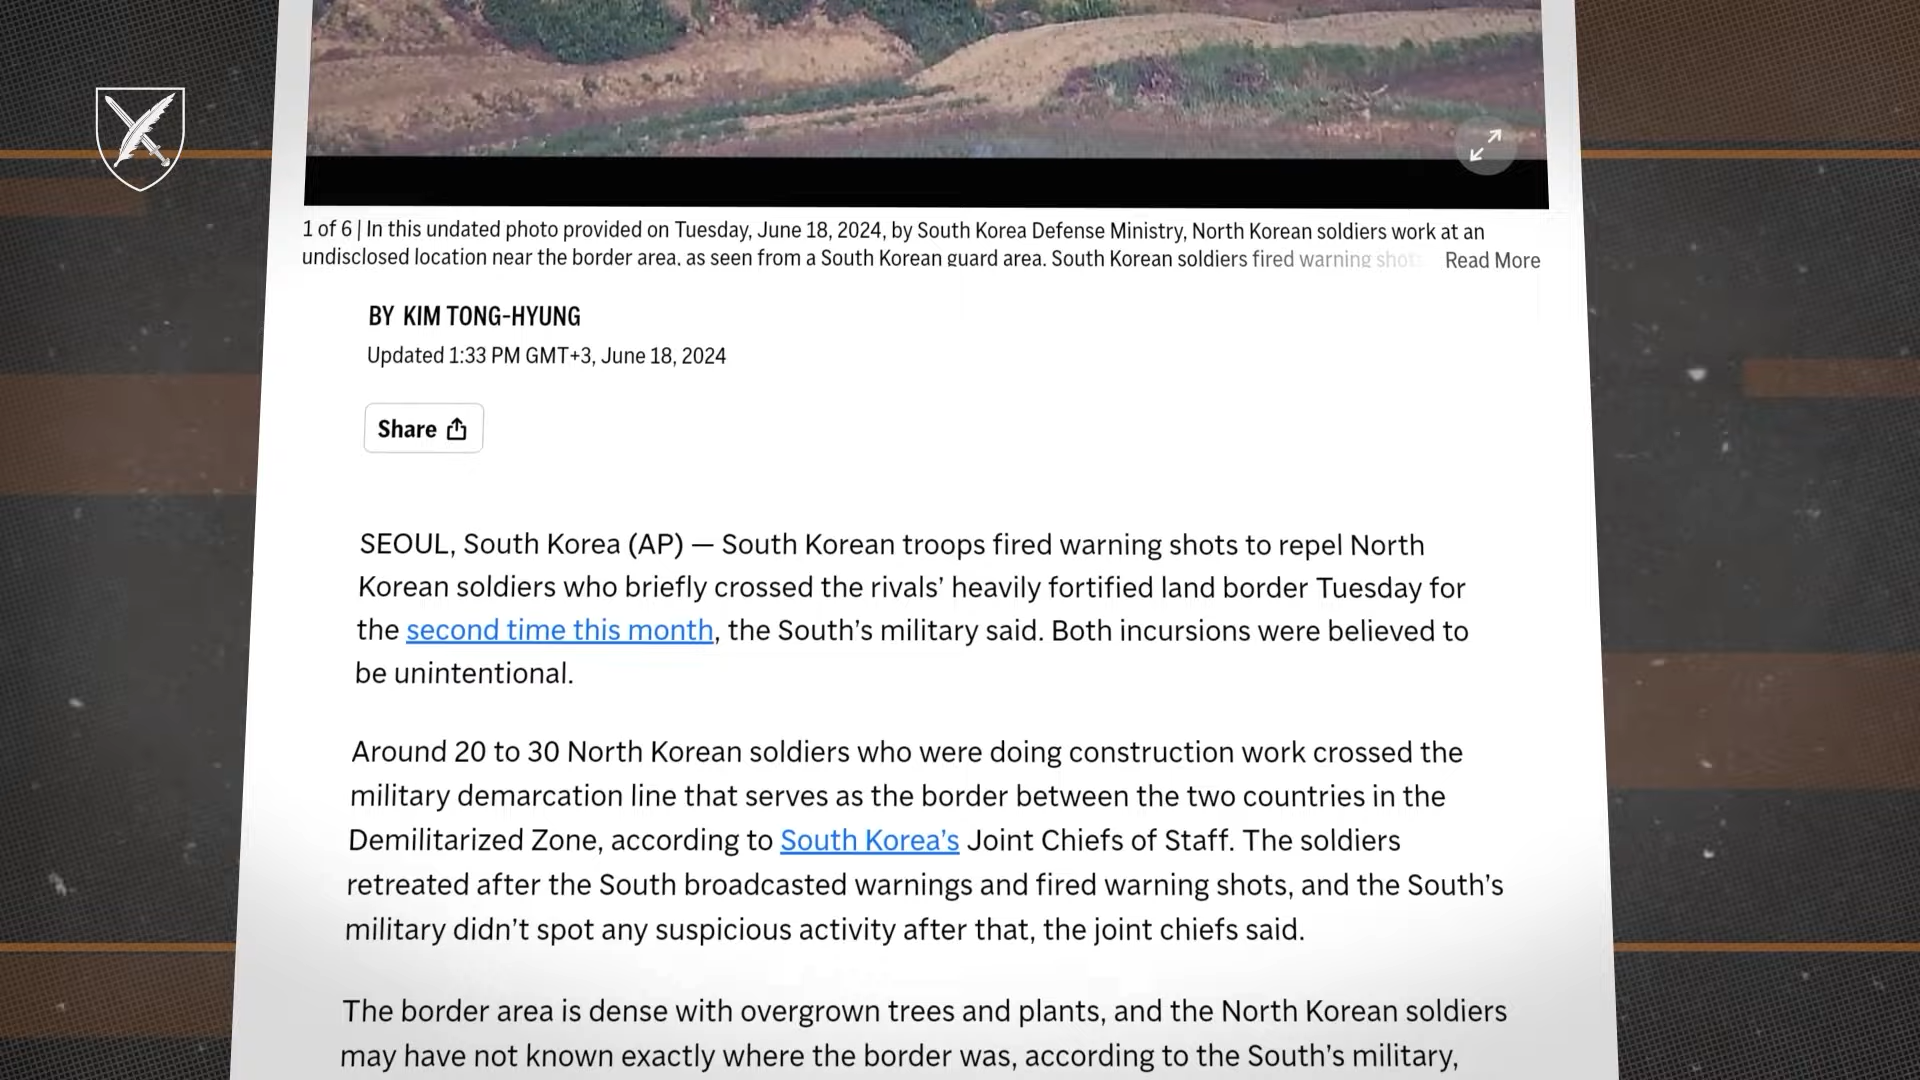 1 of 6 | In this undated photo provided on Tuesday, June 18, 2024, by South Korea Defense Ministry, North Korean soldiers work at an
undisclosed location near the border area, as seen from a South Korean guard area. South Korean soldiers fired warning shots Read More
BY KIM TONG-HYUNG
Updated 1:33 PM GMT+3, June 18, 2024
Share
SEOUL, South Korea (AP) — South Korean troops fired warning shots to repel North
Korean soldiers who briefly crossed the rivals’ heavily fortified land border Tuesday for
the second time this month, the South’s military said. Both incursions were believed to
be unintentional.
Around 20 to 30 North Korean soldiers who were doing construction work crossed the
military demarcation line that serves as the border between the two countries in the
Demilitarized Zone, according to South Korea’s Joint Chiefs of Staff. The soldiers
retreated after the South broadcasted warnings and fired warning shots, and the South’s
military didn’t spot any suspicious activity after that, the joint chiefs said.
The border area is dense with overgrown trees and plants, and the North Korean soldiers
may have not known exactly where the border was, according to the South’s military,